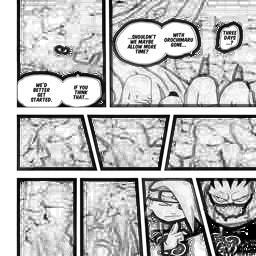 THREE
DAYS
...?
WITH
OROCHIMARU
GONE...
...SHOULDN'T
WE MAYBE
ALLOW MORE
TIME?
IF YOU
THINK
THAT...
WE'D
BETTER
GET
STARTED.